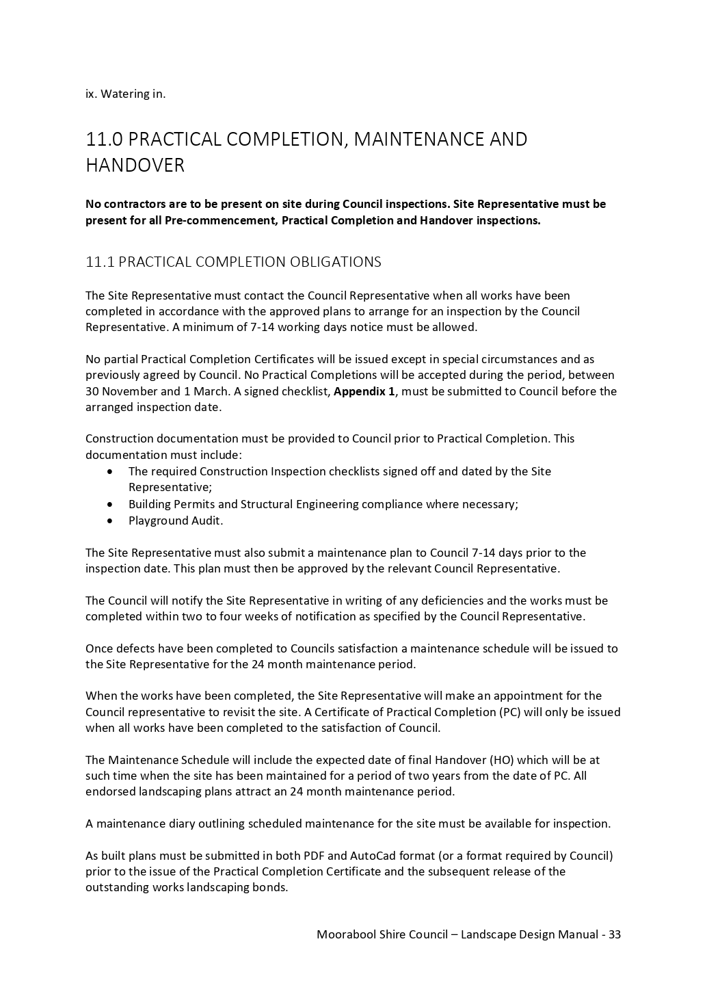 ix. Watering in.
11.0 PRACTICAL COMPLETION, MAINTENANCE AND
HANDOVER
No contractors are to be present on site during Council inspections. Site Representative must be
present for all Pre-commencement, Practical Completion and Handover inspections.
11.1 PRACTICAL COMPLETION OBLIGATIONS
The Site Representative must contact the Council Representative when all works have been
completed in accordance with the approved plans to arrange for an inspection by the Council
Representative. A minimum of 7-14 working days notice must be allowed.
No partial Practical Completion Certificates will be issued except in special circumstances and as
previously agreed by Council. No Practical Completions will be accepted during the period, between
30 November and 1 March. A signed checklist, Appendix 1, must be submitted to Council before the
arranged inspection date.
Construction documentation must be provided to Council prior to Practical Completion. This
documentation must include:
• The required Construction Inspection checklists signed off and dated by the Site
Representative;
• Building Permits and Structural Engineering compliance where necessary;
• Playground Audit.
The Site Representative must also submit a maintenance plan to Council 7-14 days prior to the
inspection date. This plan must then be approved by the relevant Council Representative.
The Council will notify the Site Representative in writing of any deficiencies and the works must be
completed within two to four weeks of notification as specified by the Council Representative.
Once defects have been completed to Councils satisfaction a maintenance schedule will be issued to
the Site Representative for the 24 month maintenance period.
When the works have been completed, the Site Representative will make an appointment for the
Council representative to revisit the site. A Certificate of Practical Completion (PC) will only be issued
when all works have been completed to the satisfaction of Council.
The Maintenance Schedule will include the expected date of final Handover (HO) which will be at
such time when the site has been maintained for a period of two years from the date of PC. All
endorsed landscaping plans attract an 24 month maintenance period.
A maintenance diary outlining scheduled maintenance for the site must be available for inspection.
As built plans must be submitted in both PDF and AutoCad format (or a format required by Council)
prior to the issue of the Practical Completion Certificate and the subsequent release of the
outstanding works landscaping bonds.
Moorabool Shire Council – Landscape Design Manual - 33